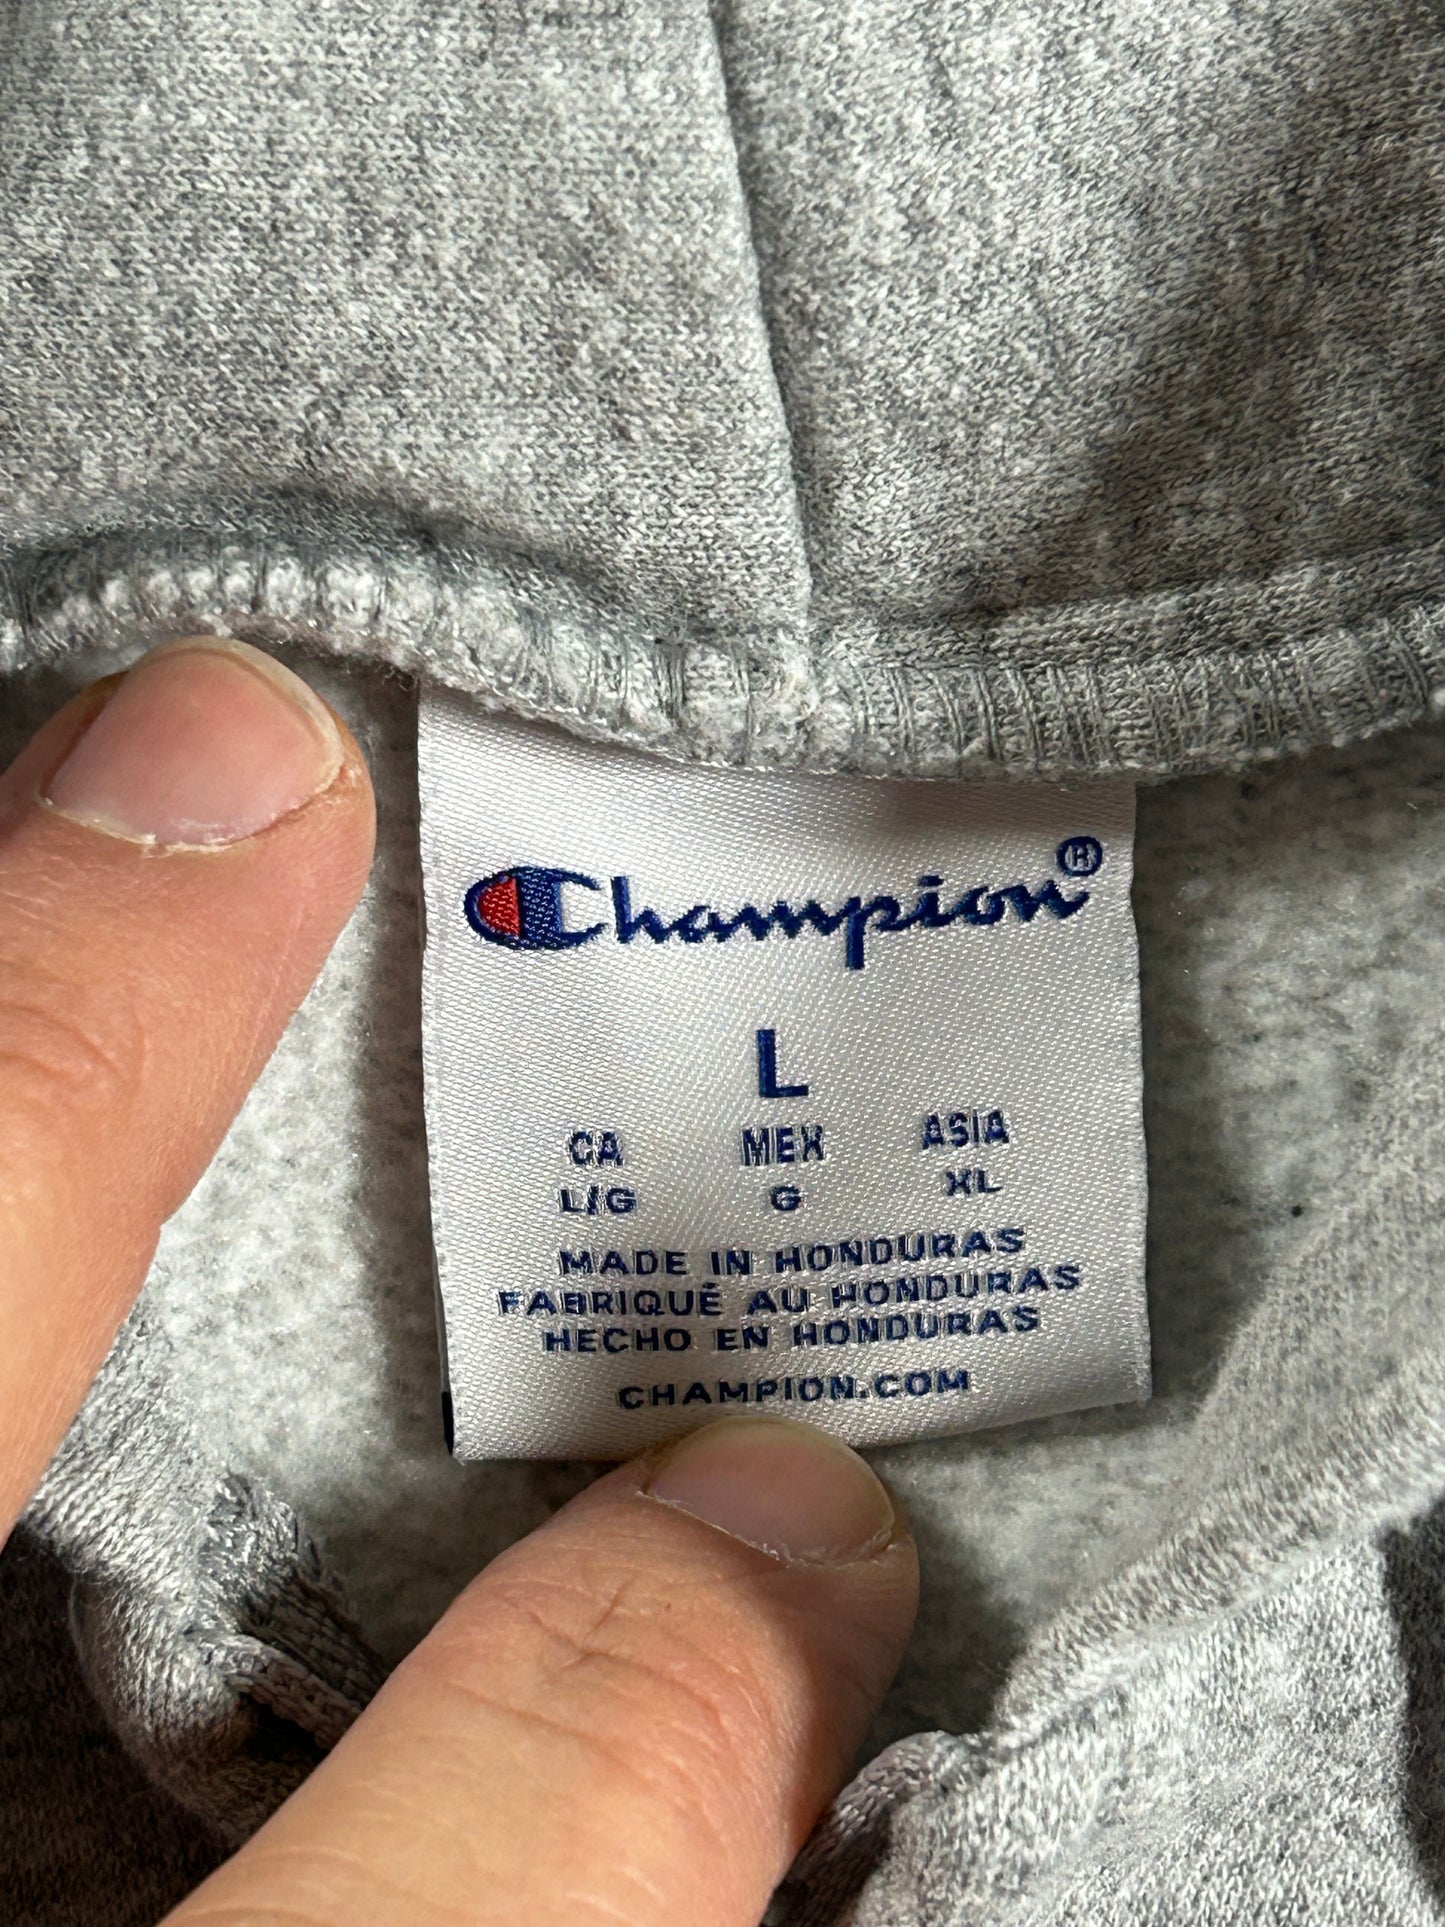 Champion®
L
CA MEX ASIA
L/G G XL
MADE IN HONDURAS
FABRIQUÉ AU HONDURAS
HECHO EN HONDURAS
CHAMPION.COM